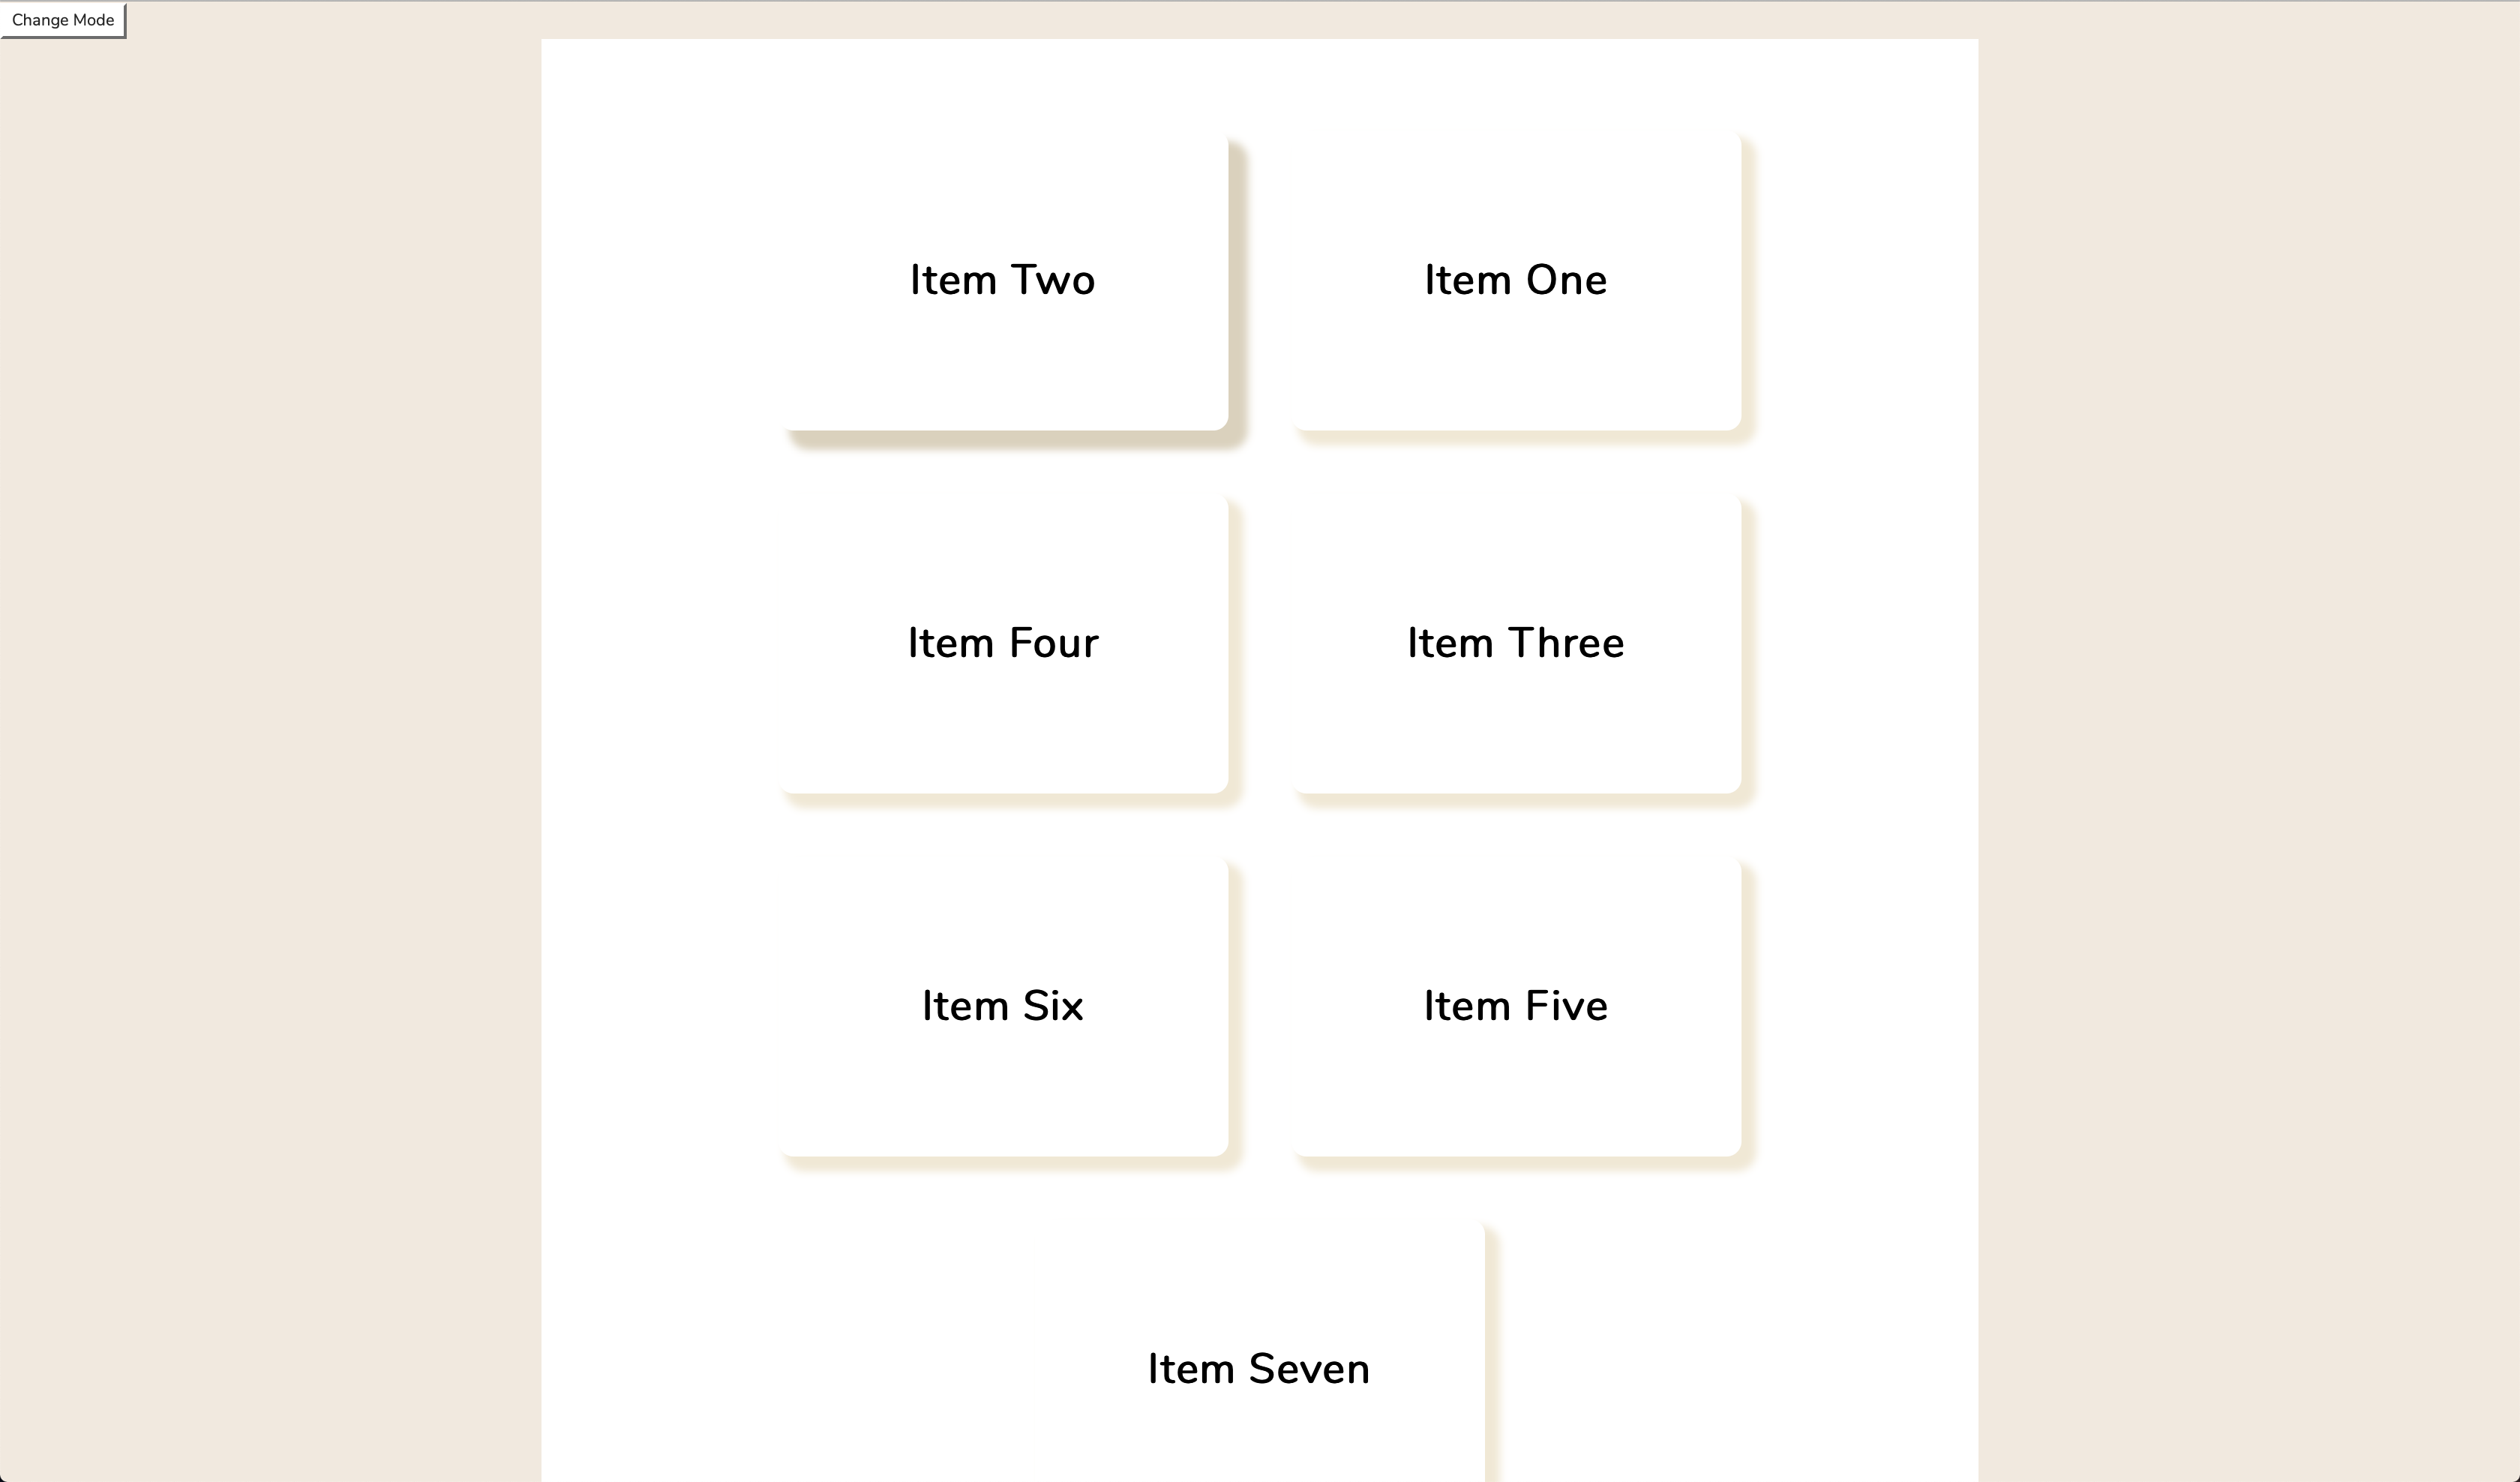 Change Mode
Item Two
Item One
Item Four
Item Three
Item Six
Item Five
Item Seven